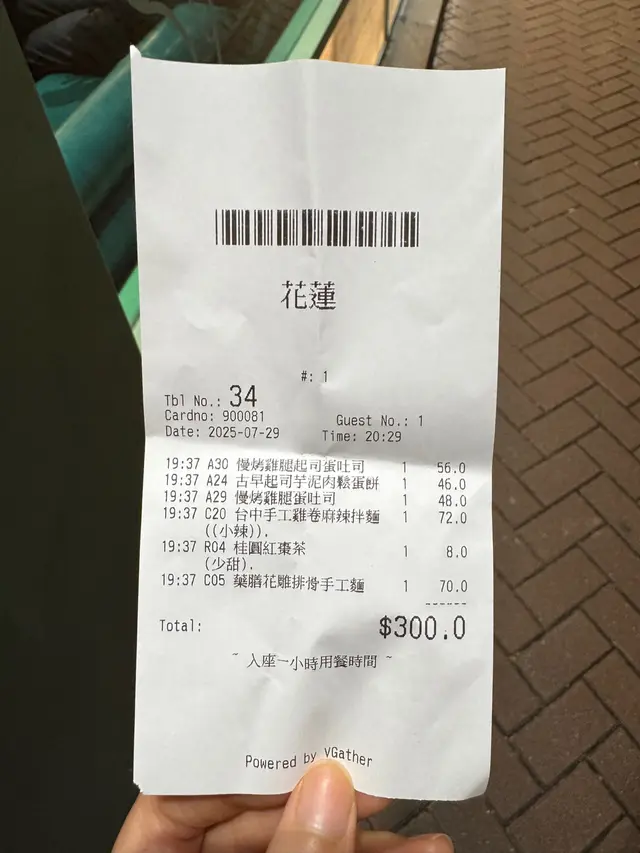 花蓮
#: 1
Tbl No.: 34
Cardno: 900081 Guest No.: 1
Date: 2025-07-29 Time: 20:29
19:37 A30 慢烤雞腿起司蛋吐司 1 56.0
19:37 A24 古早起司芋泥肉鬆蛋餅 1 46.0
19:37 A29 慢烤雞腿蛋吐司 1 48.0
19:37 C20 台中手工雞卷麻辣拌麵 1 72.0
((小辣)).
19:37 R04 桂圓紅棗茶 1 8.0
(少甜).
19:37 C05 藥膳花雕排骨手工麵 1 70.0
------
Total: $300.0
~ 入座一小時用餐時間 ~
Powered by VGather